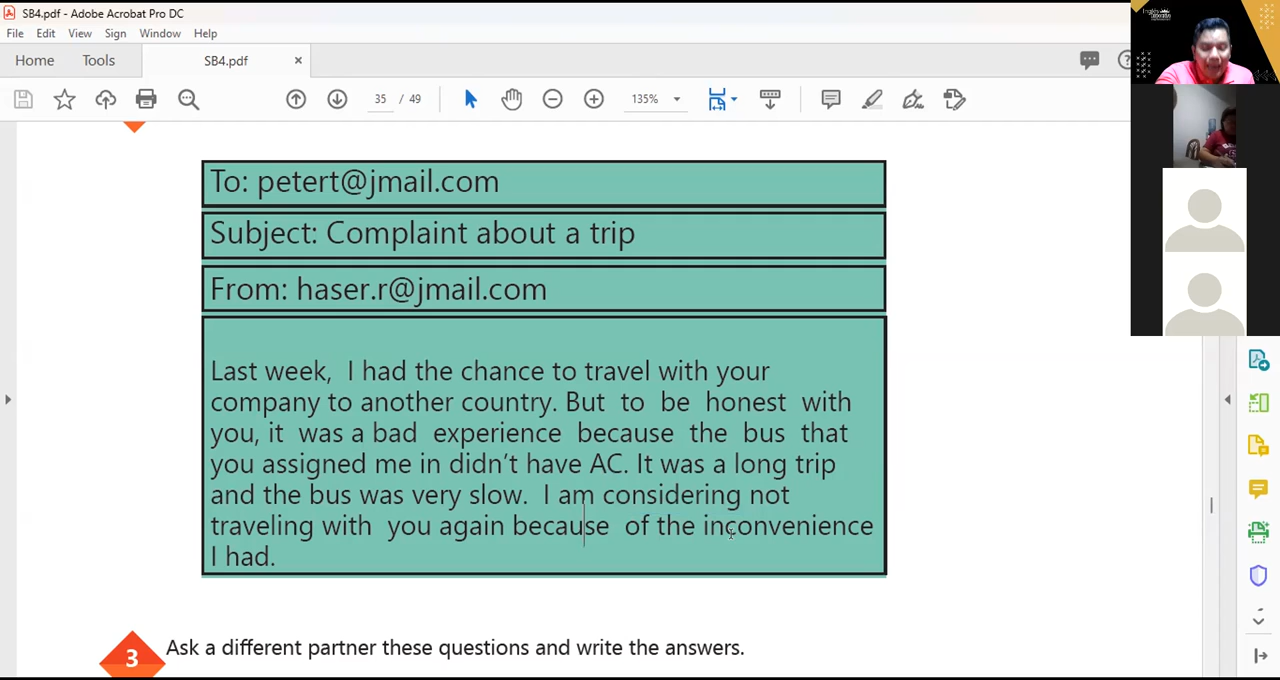 SB4.pdf - Adobe Acrobat Pro DC
File Edit View Sign Window Help
Home Tools SB4.pdf ×
35 / 49 135%
To: petert@jmail.com
Subject: Complaint about a trip
From: haser.r@jmail.com
Last week, I had the chance to travel with your
company to another country. But to be honest with
you, it was a bad experience because the bus that
you assigned me in didn't have AC. It was a long trip
and the bus was very slow. I am considering not
traveling with you again because of the inconvenience
I had.
3 Ask a different partner these questions and write the answers.